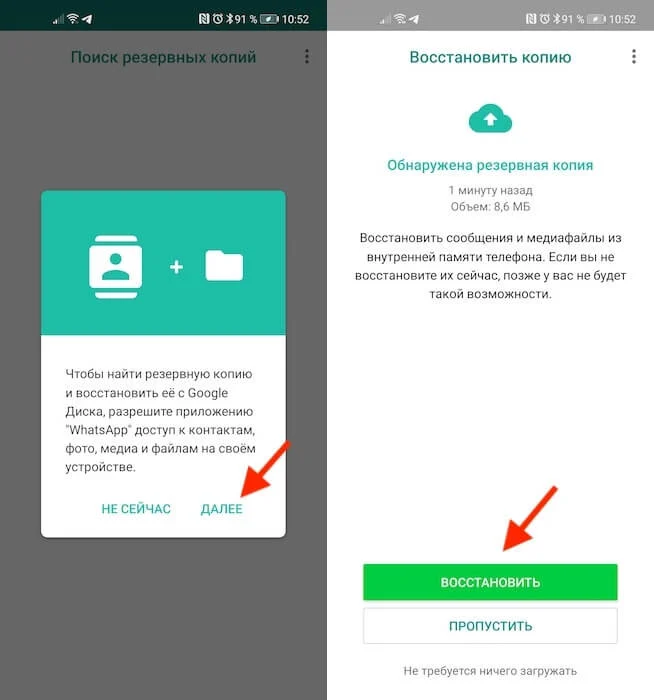 91 % 10:52
Поиск резервных копий
Чтобы найти резервную копию
и восстановить её с Google
Диска, разрешите приложению
"WhatsApp" доступ к контактам,
фото, медиа и файлам на своём
устройстве.
НЕ СЕЙЧАС ДАЛЕЕ
91 % 10:52
Восстановить копию
Обнаружена резервная копия
1 минуту назад
Объем: 8,6 МБ
Восстановить сообщения и медиафайлы из
внутренней памяти телефона. Если вы не
восстановите их сейчас, позже у вас не будет
такой возможности.
ВОССТАНОВИТЬ
ПРОПУСТИТЬ
Не требуется ничего загружать